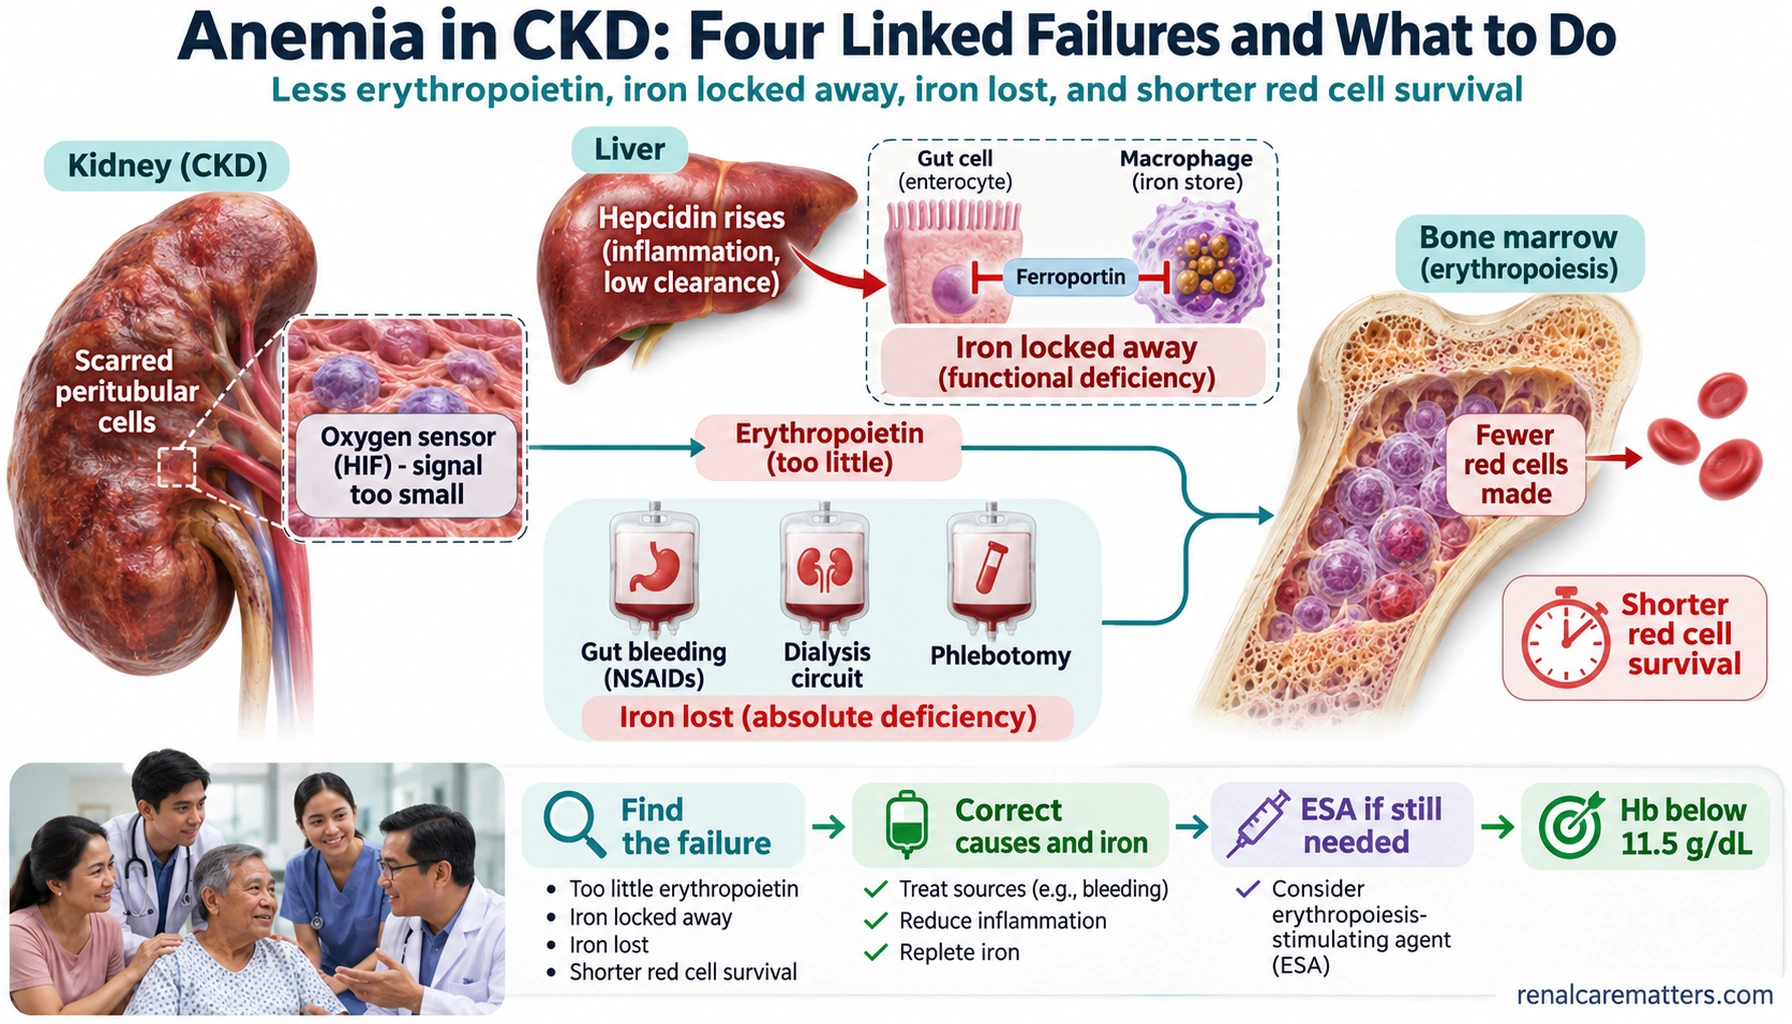 Anemia in CKD: Four Linked Failures and What to Do
Less erythropoietin, iron locked away, iron lost, and shorter red cell survival
Kidney (CKD)
Scarred
peritubular
cells
Oxygen sensor
(HIF) - signal
too small
Liver
Hepcidin rises
(inflammation,
low clearance)
Gut cell
(enterocyte)
Macrophage
(iron store)
Ferroportin
Iron locked away
(functional deficiency)
Erythropoietin
(too little)
Gut bleeding
(NSAIDs)
Dialysis
circuit
Phlebotomy
Iron lost (absolute deficiency)
Bone marrow
(erythropoiesis)
Fewer
red cells
made
Shorter
red cell
survival
Find
the failure
• Too little erythropoietin
• Iron locked away
• Iron lost
• Shorter red cell survival
Correct
causes and iron
✓ Treat sources (e.g., bleeding)
✓ Reduce inflammation
✓ Replete iron
ESA if still
needed
✓ Consider
erythropoiesis-
stimulating agent
(ESA)
Hb below
11.5 g/dL
renalcarematters.com